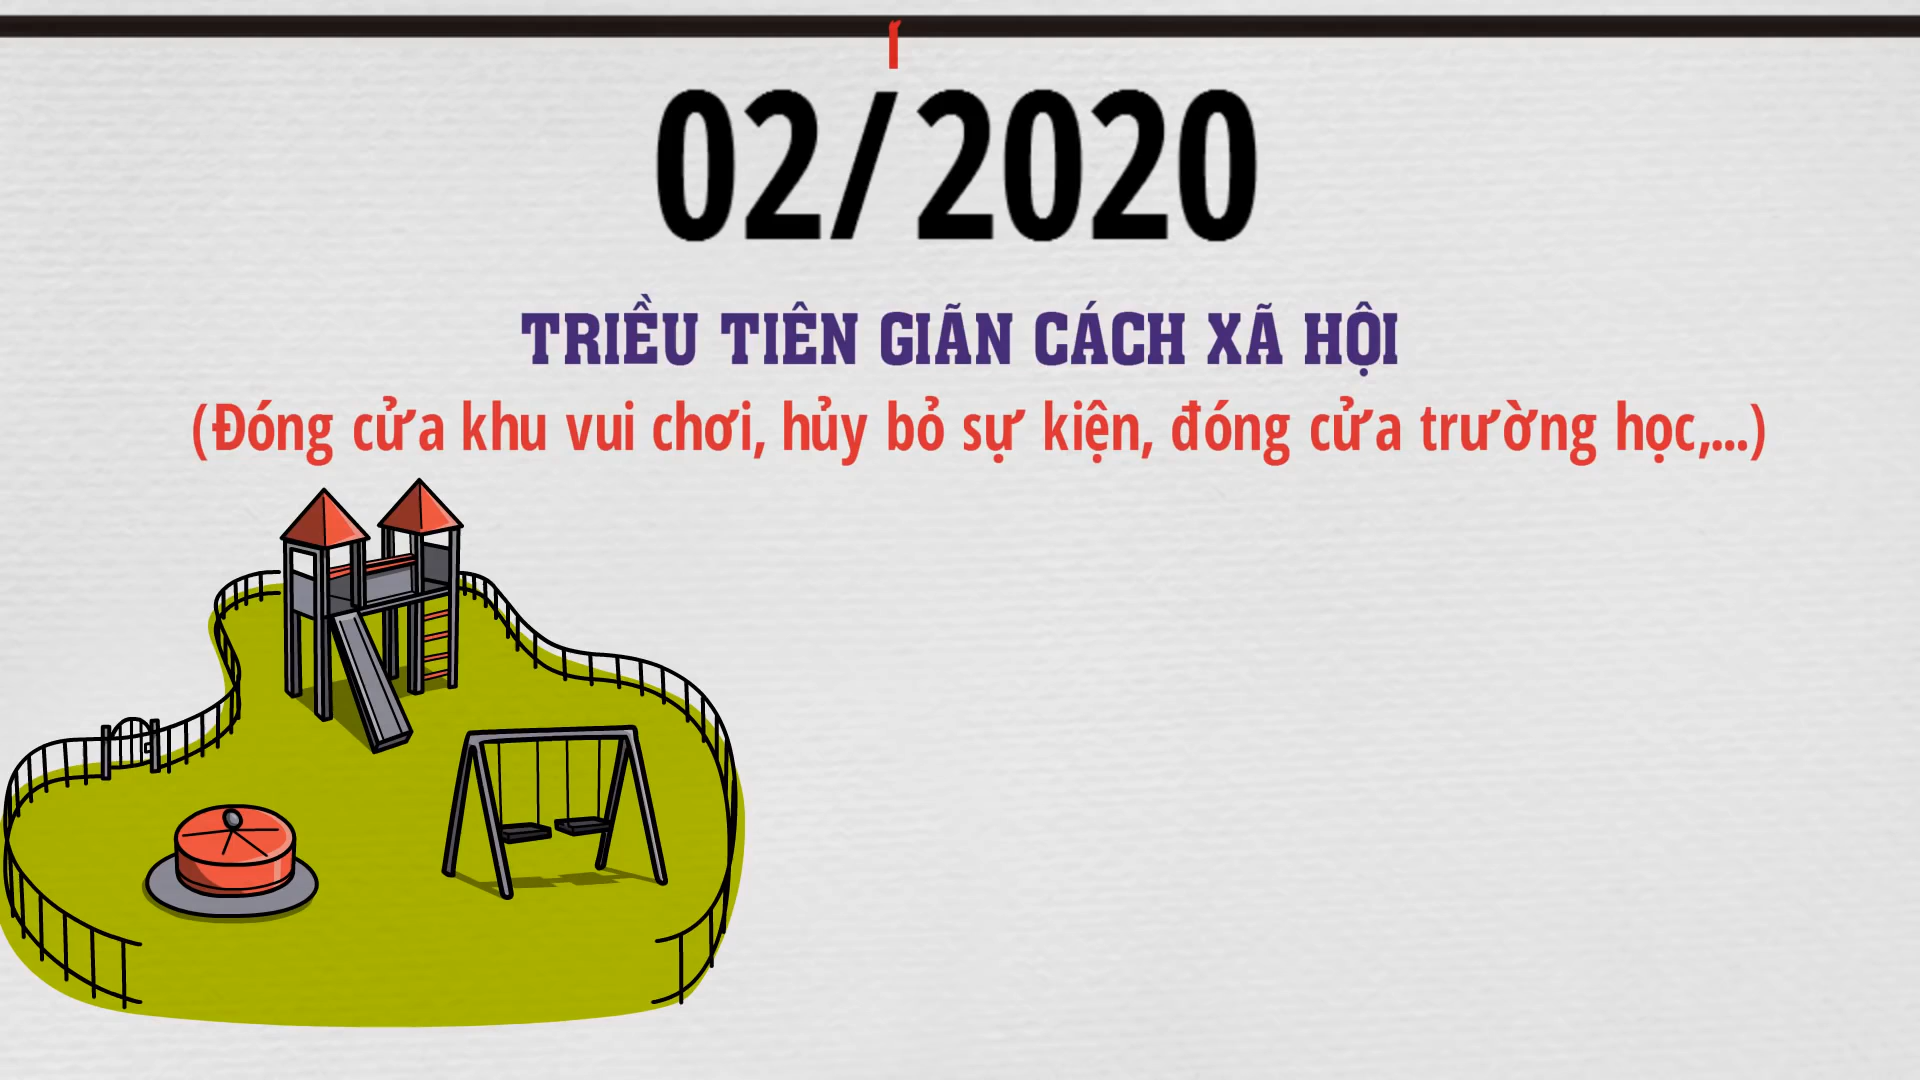 02/2020
TRIỀU TIÊN GIÃN CÁCH XÃ HỘI
(Đóng cửa khu vui chơi, hủy bỏ sự kiện, đóng cửa trường học,...)